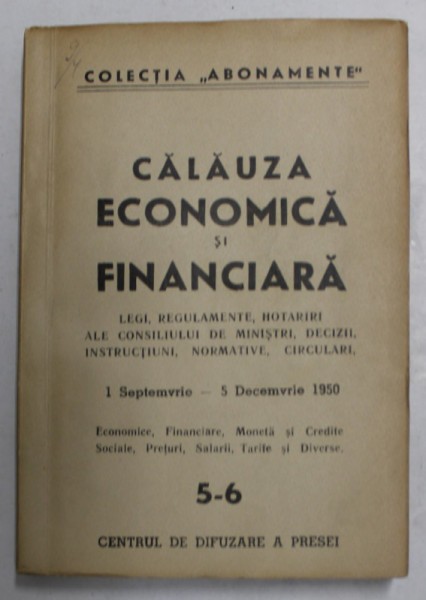 COLECȚIA „ABONAMENTE“
CĂLĂUZA
ECONOMICĂ
ȘI
FINANCIARĂ
LEGI, REGULAMENTE, HOTARIRI
ALE CONSILIULUI DE MINIȘTRI, DECIZII,
INSTRUCȚIUNI, NORMATIVE, CIRCULARI,
1 Septemvrie — 5 Decemvrie 1950
Economice, Financiare, Monetă și Credite
Sociale, Prețuri, Salarii, Tarife și Diverse.
5-6
CENTRUL DE DIFUZARE A PRESEI